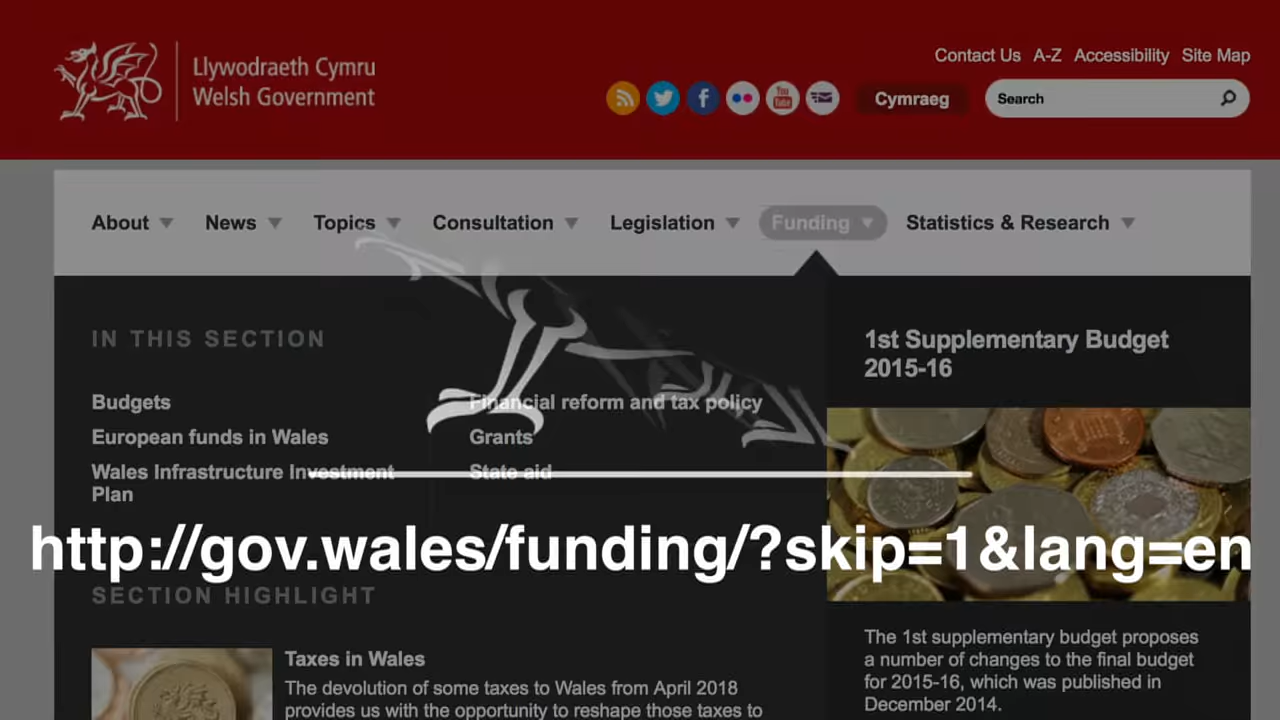 Llywodraeth Cymru
Welsh Government
Contact Us A-Z Accessibility Site Map
You
Tube
Cymraeg
Search
About News Topics Consultation Legislation Funding Statistics & Research
IN THIS SECTION
Budgets
European funds in Wales
Wales Infrastructure Investment
Plan
Financial reform and tax policy
Grants
State aid
1st Supplementary Budget
2015-16
http://gov.wales/funding/?skip=1&lang=en
SECTION HIGHLIGHT
Taxes in Wales
The devolution of some taxes to Wales from April 2018
provides us with the opportunity to reshape those taxes to
The 1st supplementary budget proposes
a number of changes to the final budget
for 2015-16, which was published in
December 2014.